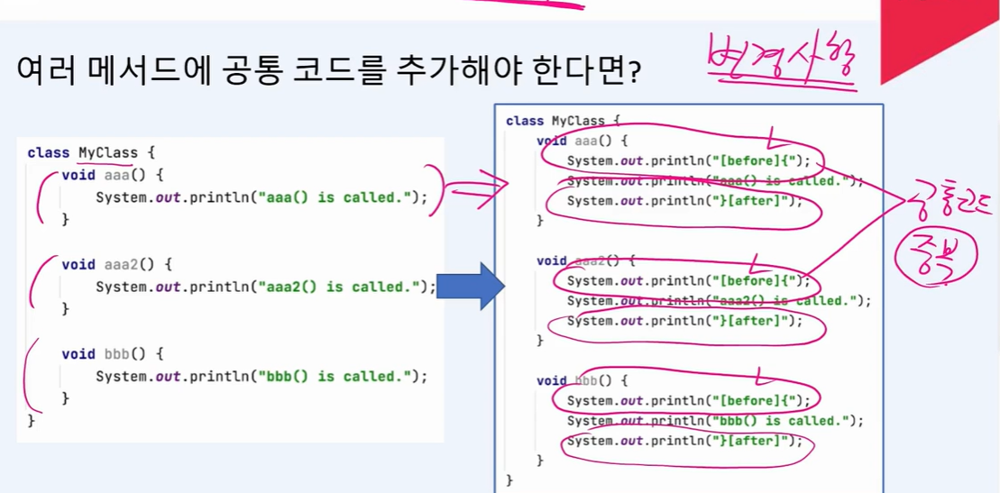 여러 메서드에 공통 코드를 추가해야 한다면?
변경사항
class MyClass {
void aaa() {
System.out.println("aaa() is called.");
}
void aaa2() {
System.out.println("aaa2() is called.");
}
void bbb() {
System.out.println("bbb() is called.");
}
}
class MyClass {
void aaa() {
System.out.println("[before]{");
System.out.println("aaa() is called.");
System.out.println("}[after]");
}
void aaa2() {
System.out.println("[before]{");
System.out.println("aaa2() is called.");
System.out.println("}[after]");
}
void bbb() {
System.out.println("[before]{");
System.out.println("bbb() is called.");
System.out.println("}[after]");
}
}
공통코드
중복